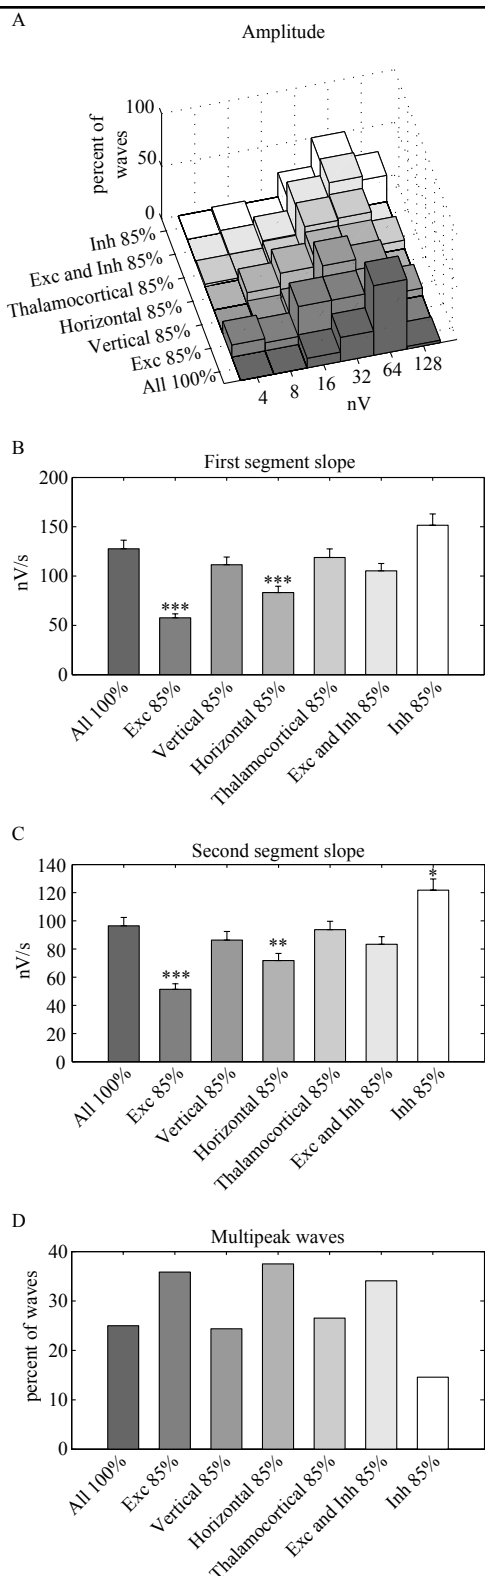 A
Amplitude
100
50
0
percent of
waves
Inh 85%
Exc and Inh 85%
Thalamocortical 85%
Horizontal 85%
Vertical 85%
Exc 85%
All 100%
4
8
16
32
64
128
nV
B
First segment slope
200
150
100
50
0
nV/s
***
***
All 100%
Exc 85%
Vertical 85%
Horizontal 85%
Thalamocortical 85%
Exc and Inh 85%
Inh 85%
C
Second segment slope
140
120
100
80
60
40
20
0
nV/s
***
**
*
All 100%
Exc 85%
Vertical 85%
Horizontal 85%
Thalamocortical 85%
Exc and Inh 85%
Inh 85%
D
Multipeak waves
40
30
20
10
0
percent of waves
All 100%
Exc 85%
Vertical 85%
Horizontal 85%
Thalamocortical 85%
Exc and Inh 85%
Inh 85%